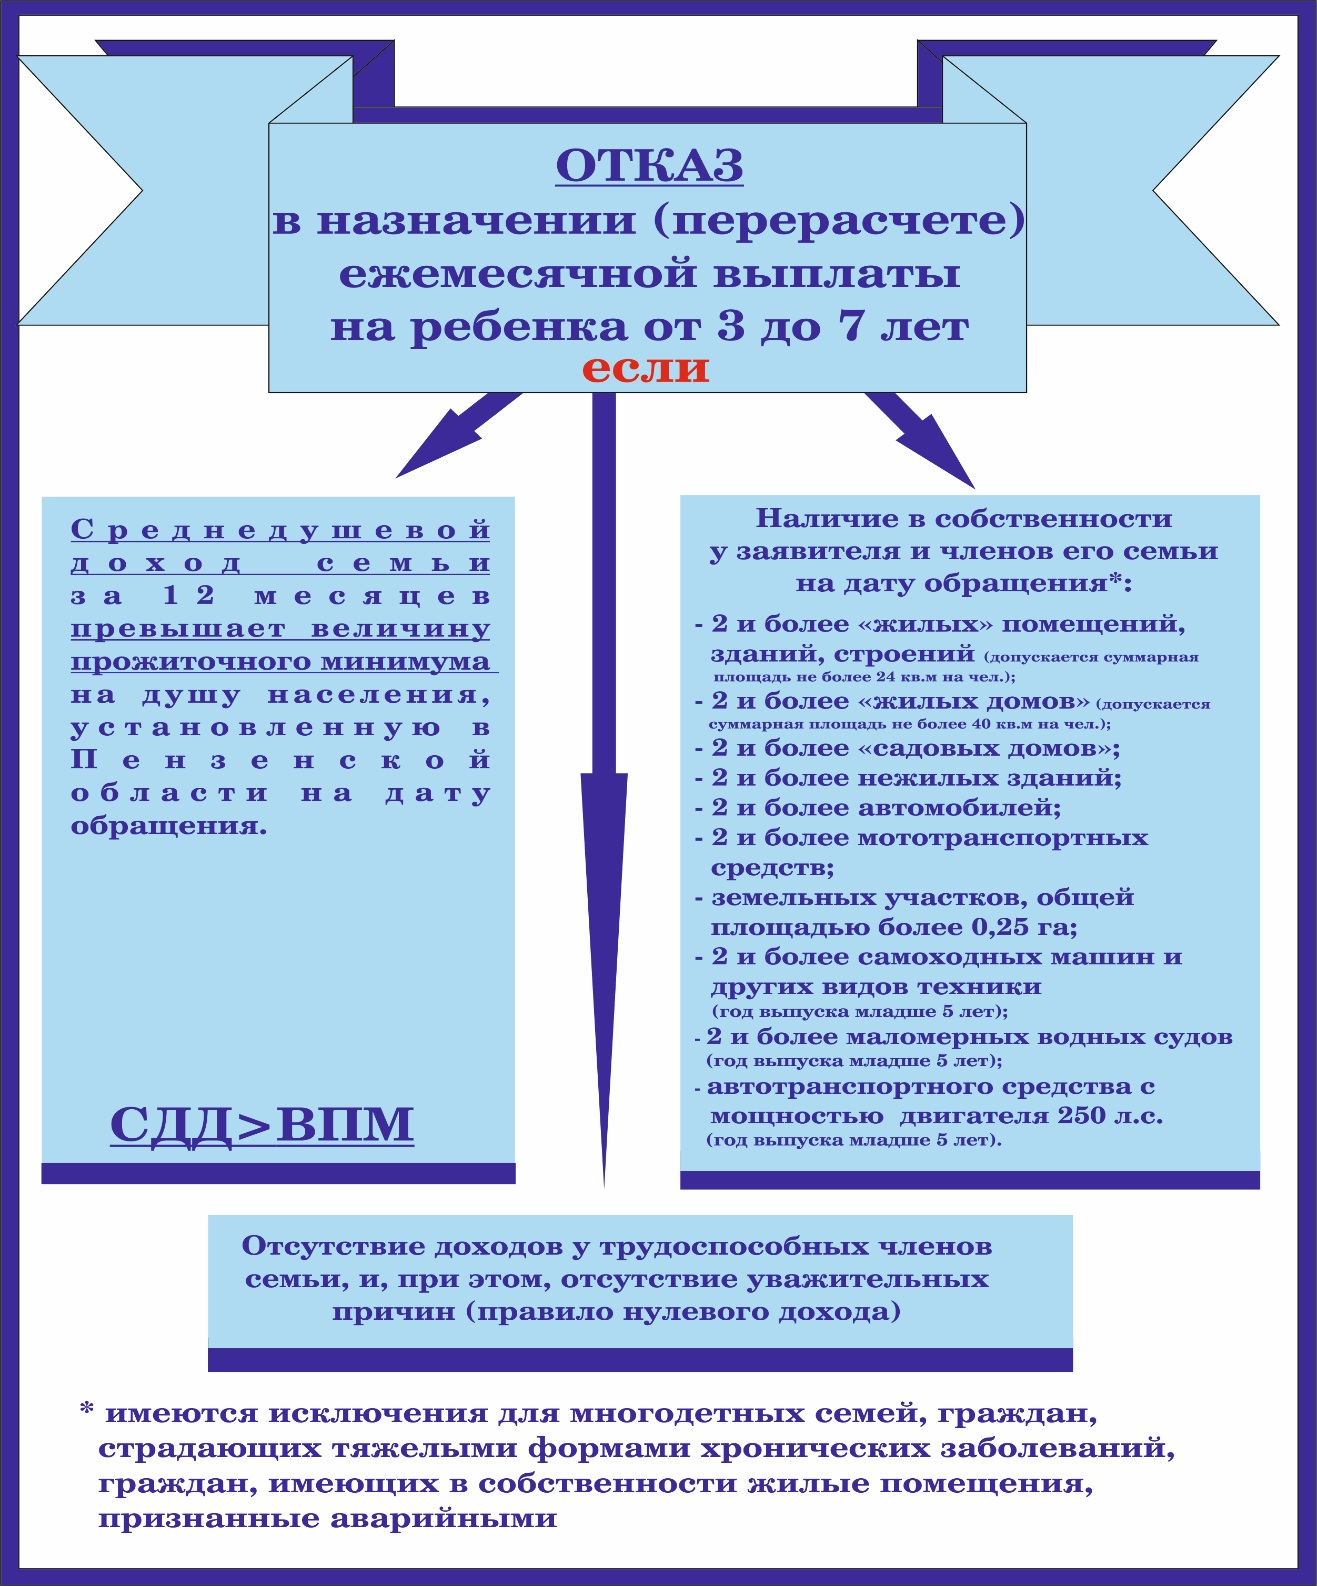 ОТКАЗ
в назначении (перерасчете)
ежемесячной выплаты
на ребенка от 3 до 7 лет
если
Среднедушевой
доход семьи
за 12 месяцев
превышает величину
прожиточного минимума
на душу населения,
установленную в
Пензенской
области на дату
обращения.
СДД>ВПМ
Наличие в собственности
у заявителя и членов его семьи
на дату обращения*:
- 2 и более «жилых» помещений,
зданий, строений (допускается суммарная
площадь не более 24 кв.м на чел.);
- 2 и более «жилых домов» (допускается
суммарная площадь не более 40 кв.м на чел.);
- 2 и более «садовых домов»;
- 2 и более нежилых зданий;
- 2 и более автомобилей;
- 2 и более мототранспортных
средств;
- земельных участков, общей
площадью более 0,25 га;
- 2 и более самоходных машин и
других видов техники
(год выпуска младше 5 лет);
- 2 и более маломерных водных судов
(год выпуска младше 5 лет);
- автотранспортного средства с
мощностью двигателя 250 л.с.
(год выпуска младше 5 лет).
Отсутствие доходов у трудоспособных членов
семьи, и, при этом, отсутствие уважительных
причин (правило нулевого дохода)
* имеются исключения для многодетных семей, граждан,
страдающих тяжелыми формами хронических заболеваний,
граждан, имеющих в собственности жилые помещения,
признанные аварийными